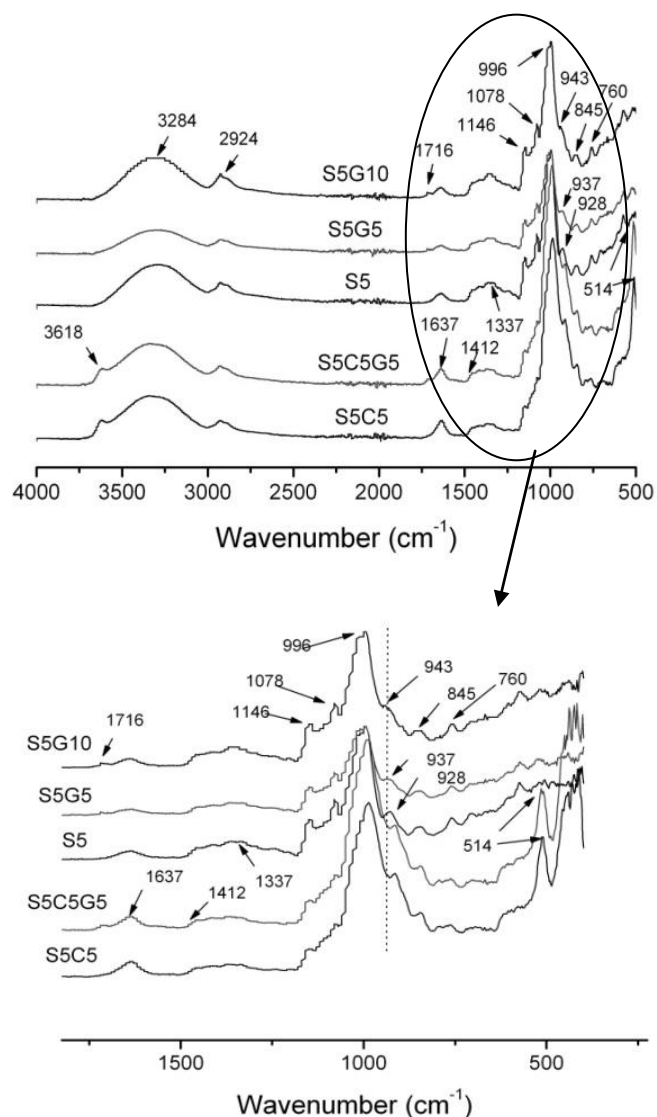 996
943
1078
760
845
3284
1146
2924
1716
S5G10
937
S5G5
928
S5
514
3618
1637
1337
1412
S5C5G5
S5C5
4000 3500 3000 2500 2000 1500 1000 500
Wavenumber (cm-1)
996
943
1078
760
845
1146
1716
S5G10
937
S5G5
928
S5
514
1337
1637
1412
S5C5G5
S5C5
1500 1000 500
Wavenumber (cm-1)